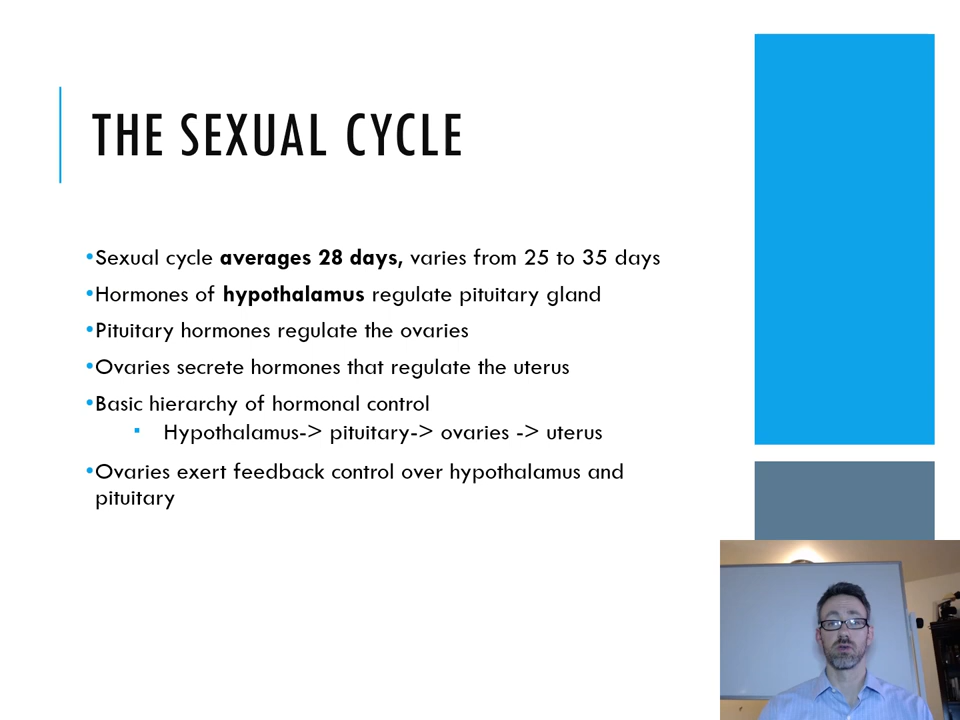 THE SEXUAL CYCLE
•Sexual cycle averages 28 days, varies from 25 to 35 days
•Hormones of hypothalamus regulate pituitary gland
•Pituitary hormones regulate the ovaries
•Ovaries secrete hormones that regulate the uterus
•Basic hierarchy of hormonal control
▪ Hypothalamus-> pituitary-> ovaries -> uterus
•Ovaries exert feedback control over hypothalamus and
pituitary